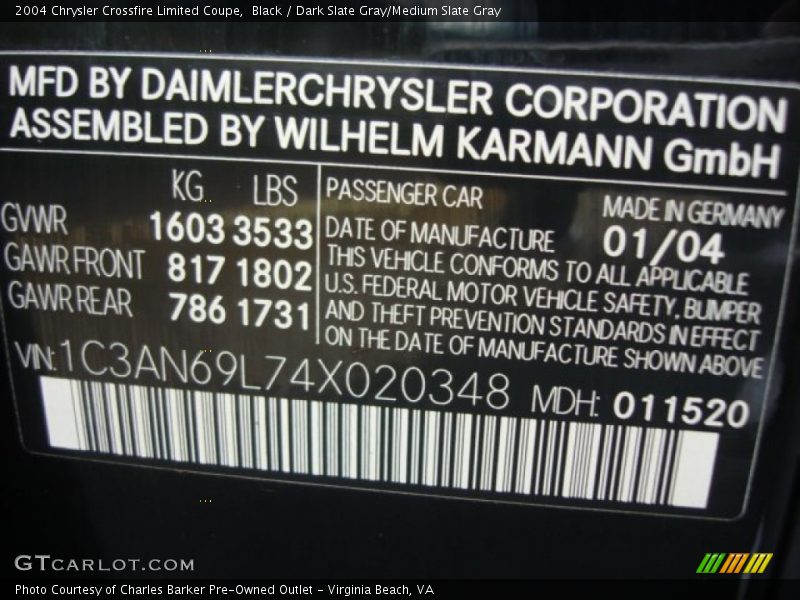 2004 Chrysler Crossfire Limited Coupe,  Black / Dark Slate Gray/Medium Slate Gray
MFD BY DAIMLERCHRYSLER CORPORATION
ASSEMBLED BY WILHELM KARMANN GmbH
KG LBS
GVWR 1603 3533
GAWR FRONT 817 1802
GAWR REAR 786 1731
PASSENGER CAR MADE IN GERMANY
DATE OF MANUFACTURE 01/04
THIS VEHICLE CONFORMS TO ALL APPLICABLE
U.S. FEDERAL MOTOR VEHICLE SAFETY, BUMPER
AND THEFT PREVENTION STANDARDS IN EFFECT
ON THE DATE OF MANUFACTURE SHOWN ABOVE
VIN: 1C3AN69L74X020348 MDH: 011520
GTCARLOT.COM
Photo Courtesy of Charles Barker Pre-Owned Outlet - Virginia Beach, VA